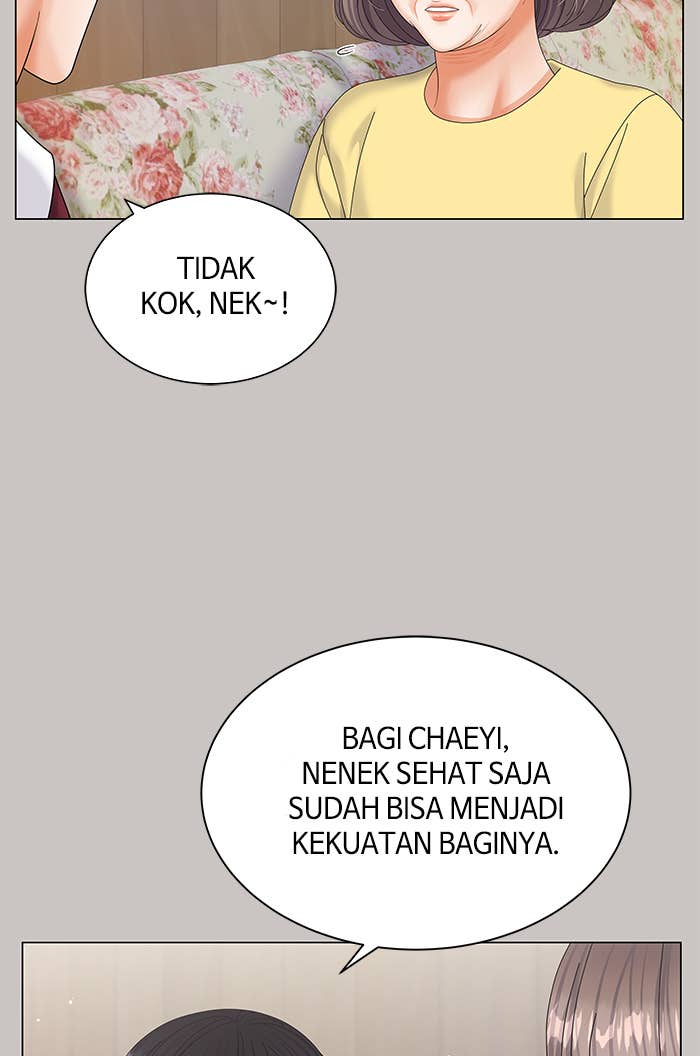 TIDAK
KOK, NEK~!
BAGI CHAEYI,
NENEK SEHAT SAJA
SUDAH BISA MENJADI
KEKUATAN BAGINYA.